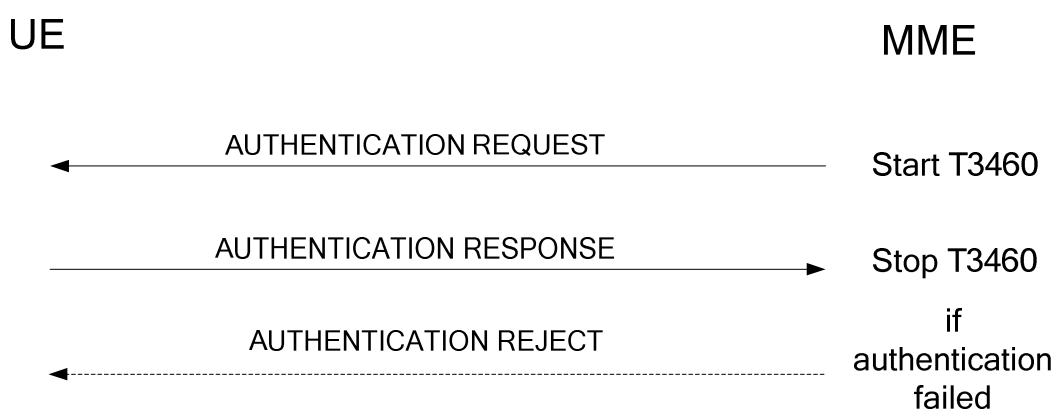 UE
MME
AUTHENTICATION REQUEST
Start T3460
AUTHENTICATION RESPONSE
Stop T3460
AUTHENTICATION REJECT
if
authentication
failed